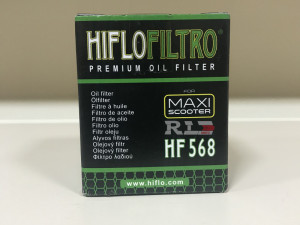 HIFLOFILTRO
PREMIUM OIL FILTER
Oil filter
Ölfilter
Filtre à huile
Filtro de aceite
Filtro de óleo
Filtro olio
Filtr oleju
Alyvos filtras
Olejový filtr
Olejový filter
Φίλτρο λαδιού
FOR
MAXI
SCOOTER
HF568
www.hiflo.com